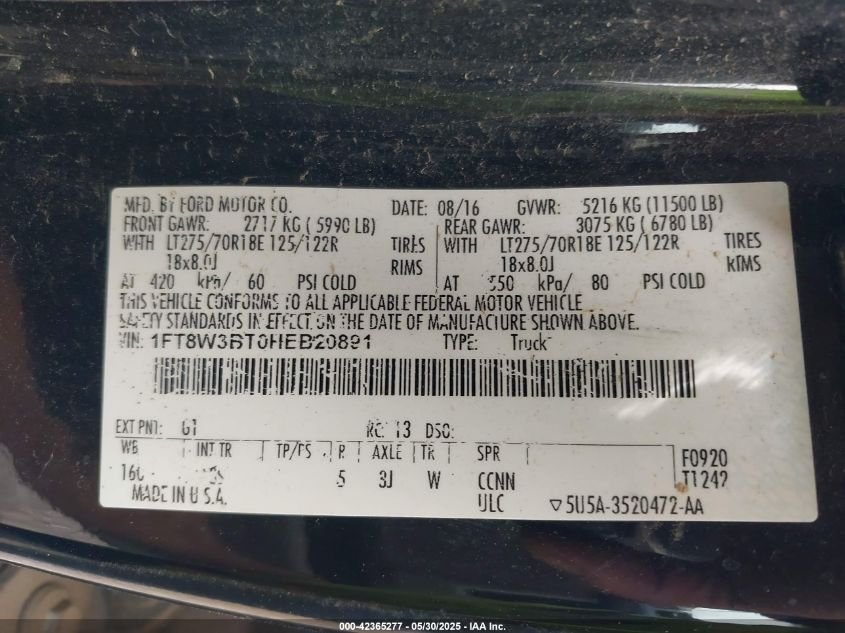 MFD. BY FORD MOTOR CO. DATE: 08/16 GVWR: 5216 KG (11500 LB)
FRONT GAWR: 2717 KG (5990 LB) REAR GAWR: 3075 KG (6780 LB)
WITH LT275/70R18E 125/122R TIRES WITH LT275/70R18E 125/122R TIRES
18x8.0J RIMS 18x8.0J RIMS
AT 420 kPa/ 60 PSI COLD AT 550 kPa/ 80 PSI COLD
THIS VEHICLE CONFORMS TO ALL APPLICABLE FEDERAL MOTOR VEHICLE
SAFETY STANDARDS IN EFFECT ON THE DATE OF MANUFACTURE SHOWN ABOVE.
VIN: 1FT8W3BT0HEB20891 TYPE: Truck
EXT PNT: G1 RC: 13 DSO:
WB INT TR TP/PS R AXLE TR SPR F0920
160 5 3J W CCNN T1242
MADE IN U.S.A. ULC ▽5U5A-3520472-AA
000-42365277 - 05/30/2025 - IAA Inc.